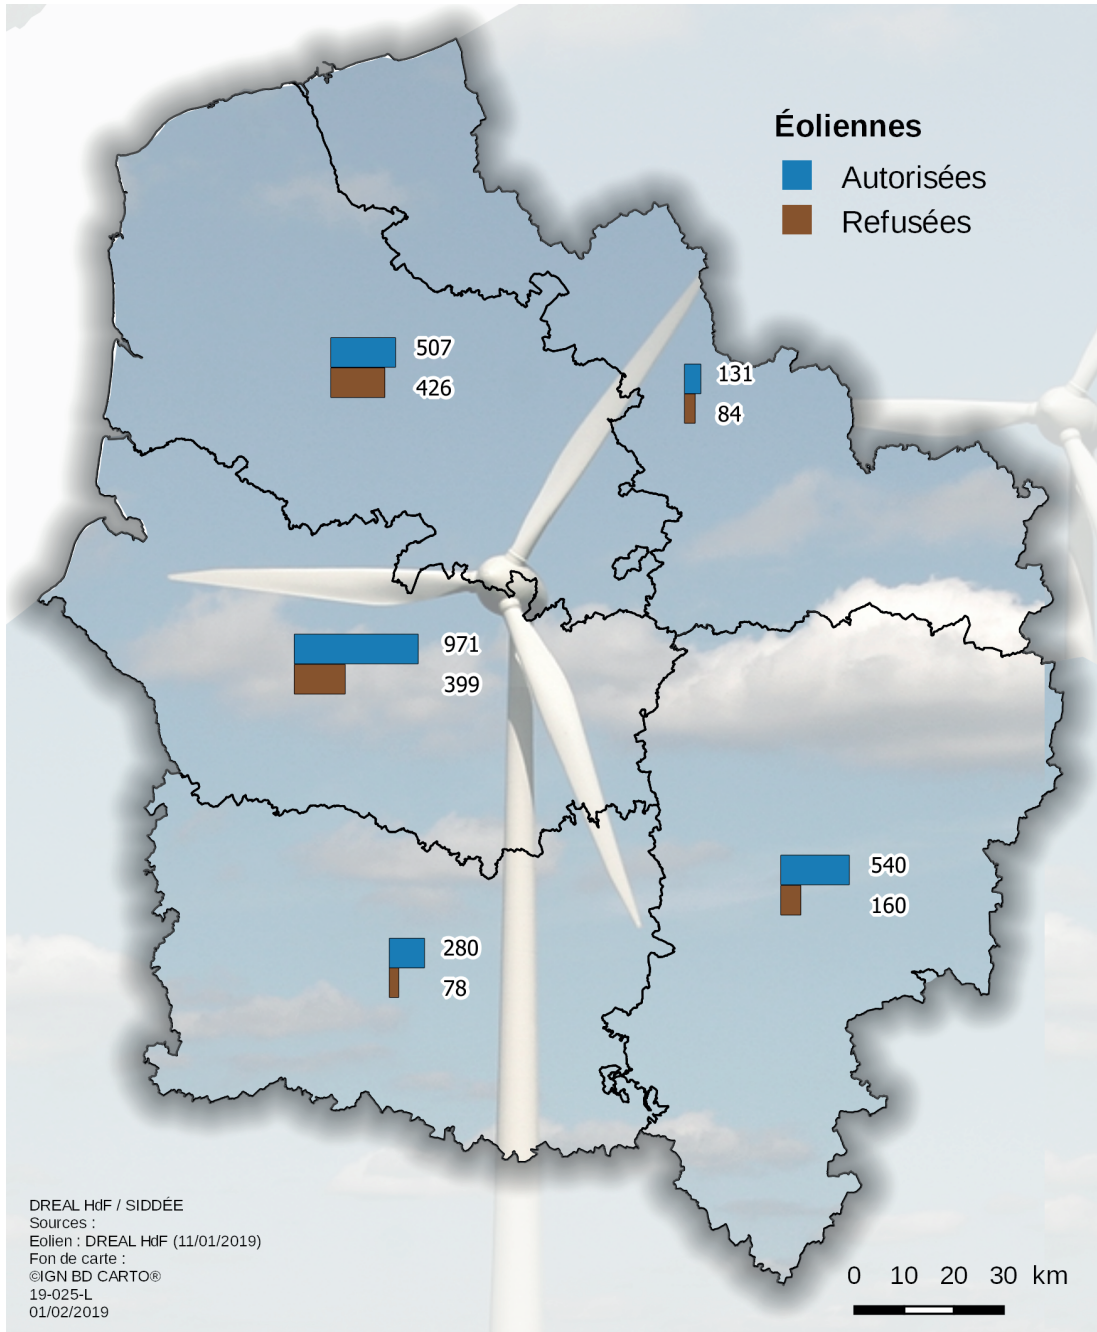 Éoliennes
Autorisées
Refusées
507
426
131
84
971
399
540
160
280
78
DREAL HdF / SIDDÉE
Sources :
Eolien : DREAL HdF (11/01/2019)
Fon de carte :
©IGN BD CARTO®
19-025-L
01/02/2019
0 10 20 30 km